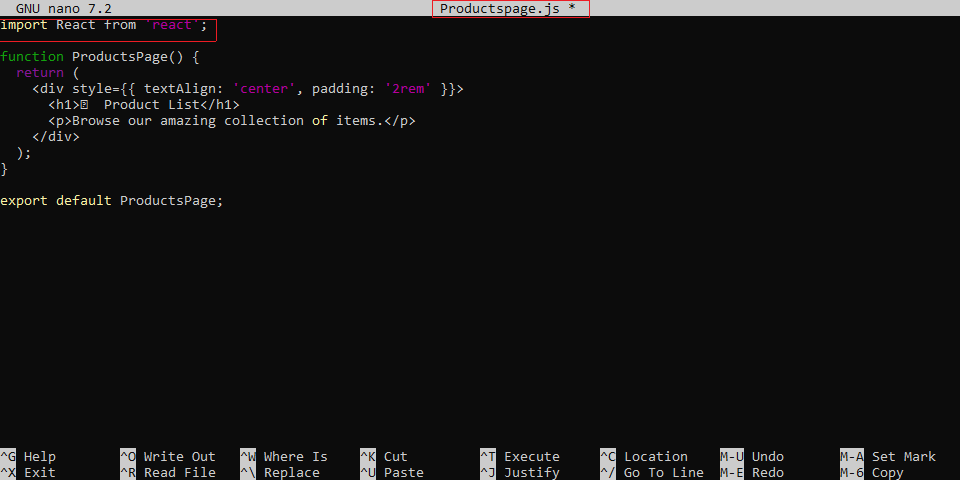 GNU nano 7.2 Productspage.js *
import React from 'react';
function ProductsPage() {
return (
<div style={{ textAlign: 'center', padding: '2rem' }}>
<h1> Product List</h1>
<p>Browse our amazing collection of items.</p>
</div>
);
}
export default ProductsPage;
^G Help ^O Write Out ^W Where Is ^K Cut ^T Execute ^C Location M-U Undo M-A Set Mark
^X Exit ^R Read File ^\ Replace ^U Paste ^J Justify ^/ Go To Line M-E Redo M-6 Copy